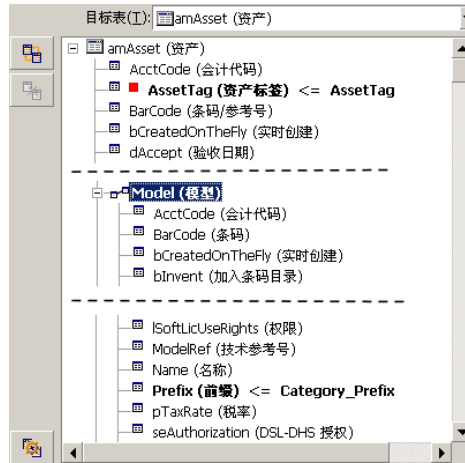 目标表(T): amAsset (资产)
amAsset (资产)
AcctCode (会计代码)
AssetTag (资产标签) <= AssetTag
BarCode (条码/参考号)
bCreatedOnTheFly (实时创建)
dAccept (验收日期)
Model (模型)
AcctCode (会计代码)
BarCode (条码)
bCreatedOnTheFly (实时创建)
bInvent (加入条码目录)
lSoftLicUseRights (权限)
ModelRef (技术参考号)
Name (名称)
Prefix (前缀) <= Category_Prefix
pTaxRate (税率)
seAuthorization (DSL-DHS 授权)